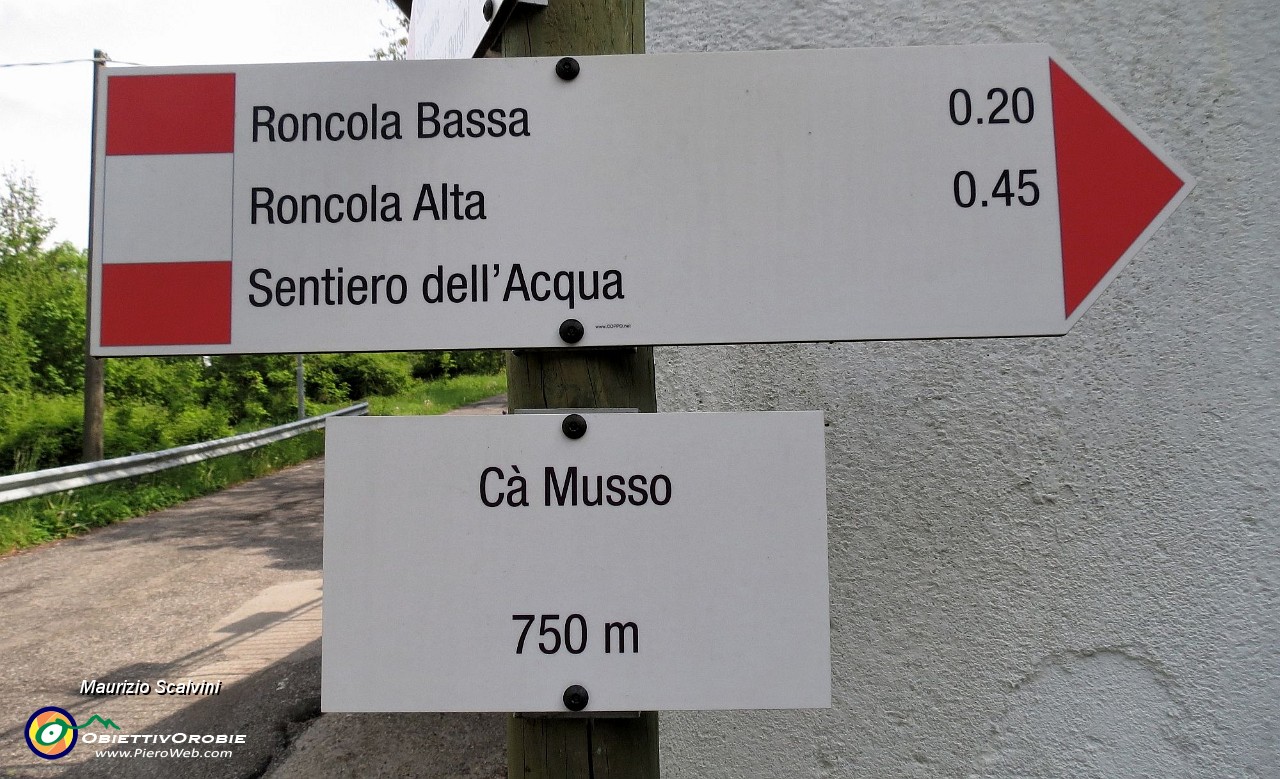 Roncola Bassa 0.20
Roncola Alta 0.45
Sentiero dell'Acqua
Cà Musso
750 m
Maurizio Scalvini
OBIETTIVOROBIE
www.PieroWeb.com